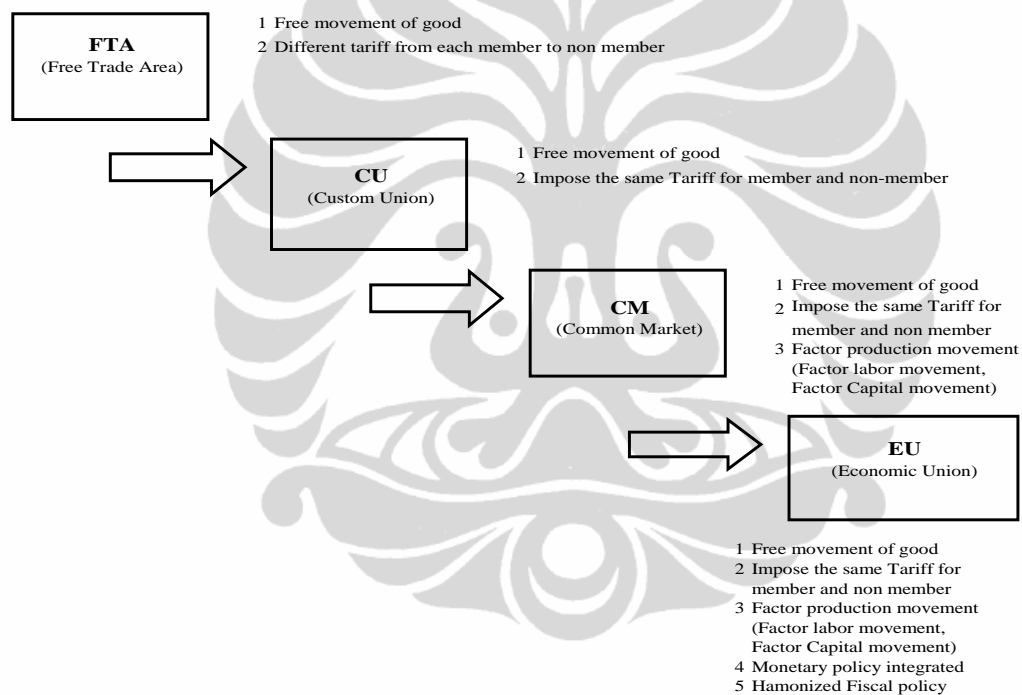 FTA
(Free Trade Area)
1 Free movement of good
2 Different tariff from each member to non member
CU
(Custom Union)
1 Free movement of good
2 Impose the same Tariff for member and non-member
CM
(Common Market)
1 Free movement of good
2 Impose the same Tariff for
member and non member
3 Factor production movement
(Factor labor movement,
Factor Capital movement)
EU
(Economic Union)
1 Free movement of good
2 Impose the same Tariff for
member and non member
3 Factor production movement
(Factor labor movement,
Factor Capital movement)
4 Monetary policy integrated
5 Hamonized Fiscal policy